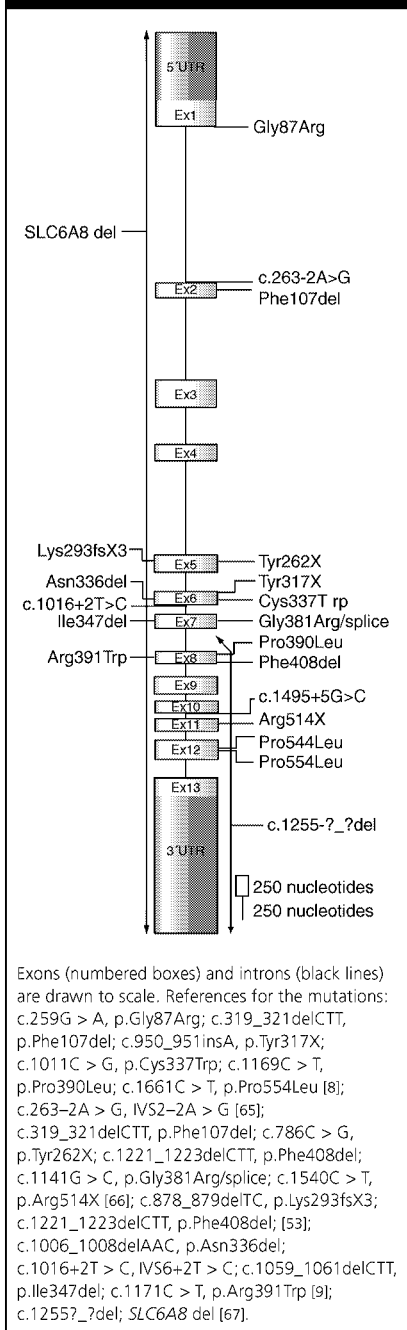 5´UTR
Ex1
Gly87Arg
SLC6A8 del
c.263-2A>G
Ex2
Phe107del
Ex3
Ex4
Lys293fsX3
Ex5
Tyr262X
Asn336del
Tyr317X
Ex6
Cys337T rp
c.1016+2T>C
Ile347del
Ex7
Gly381Arg/splice
Pro390Leu
Arg391Trp
Ex8
Phe408del
Ex9
c.1495+5G>C
Ex10
Ex11
Arg514X
Pro544Leu
Ex12
Pro554Leu
Ex13
c.1255-?_?del
3´UTR
250 nucleotides
250 nucleotides
Exons (numbered boxes) and introns (black lines)
are drawn to scale. References for the mutations:
c.259G > A, p.Gly87Arg; c.319_321delCTT,
p.Phe107del; c.950_951insA, p.Tyr317X;
c.1011C > G, p.Cys337Trp; c.1169C > T,
p.Pro390Leu; c.1661C > T, p.Pro554Leu [8];
c.263–2A > G, IVS2–2A > G [65];
c.319_321delCTT, p.Phe107del; c.786C > G,
p.Tyr262X; c.1221_1223delCTT, p.Phe408del;
c.1141G > C, p.Gly381Arg/splice; c.1540C > T,
p.Arg514X [66]; c.878_879delTC, p.Lys293fsX3;
c.1221_1223delCTT, p.Phe408del; [53];
c.1006_1008delAAC, p.Asn336del;
c.1016+2T > C, IVS6+2T > C; c.1059_1061delCTT,
p.Ile347del; c.1171C > T, p.Arg391Trp [9];
c.1255?_?del; SLC6A8 del [67].